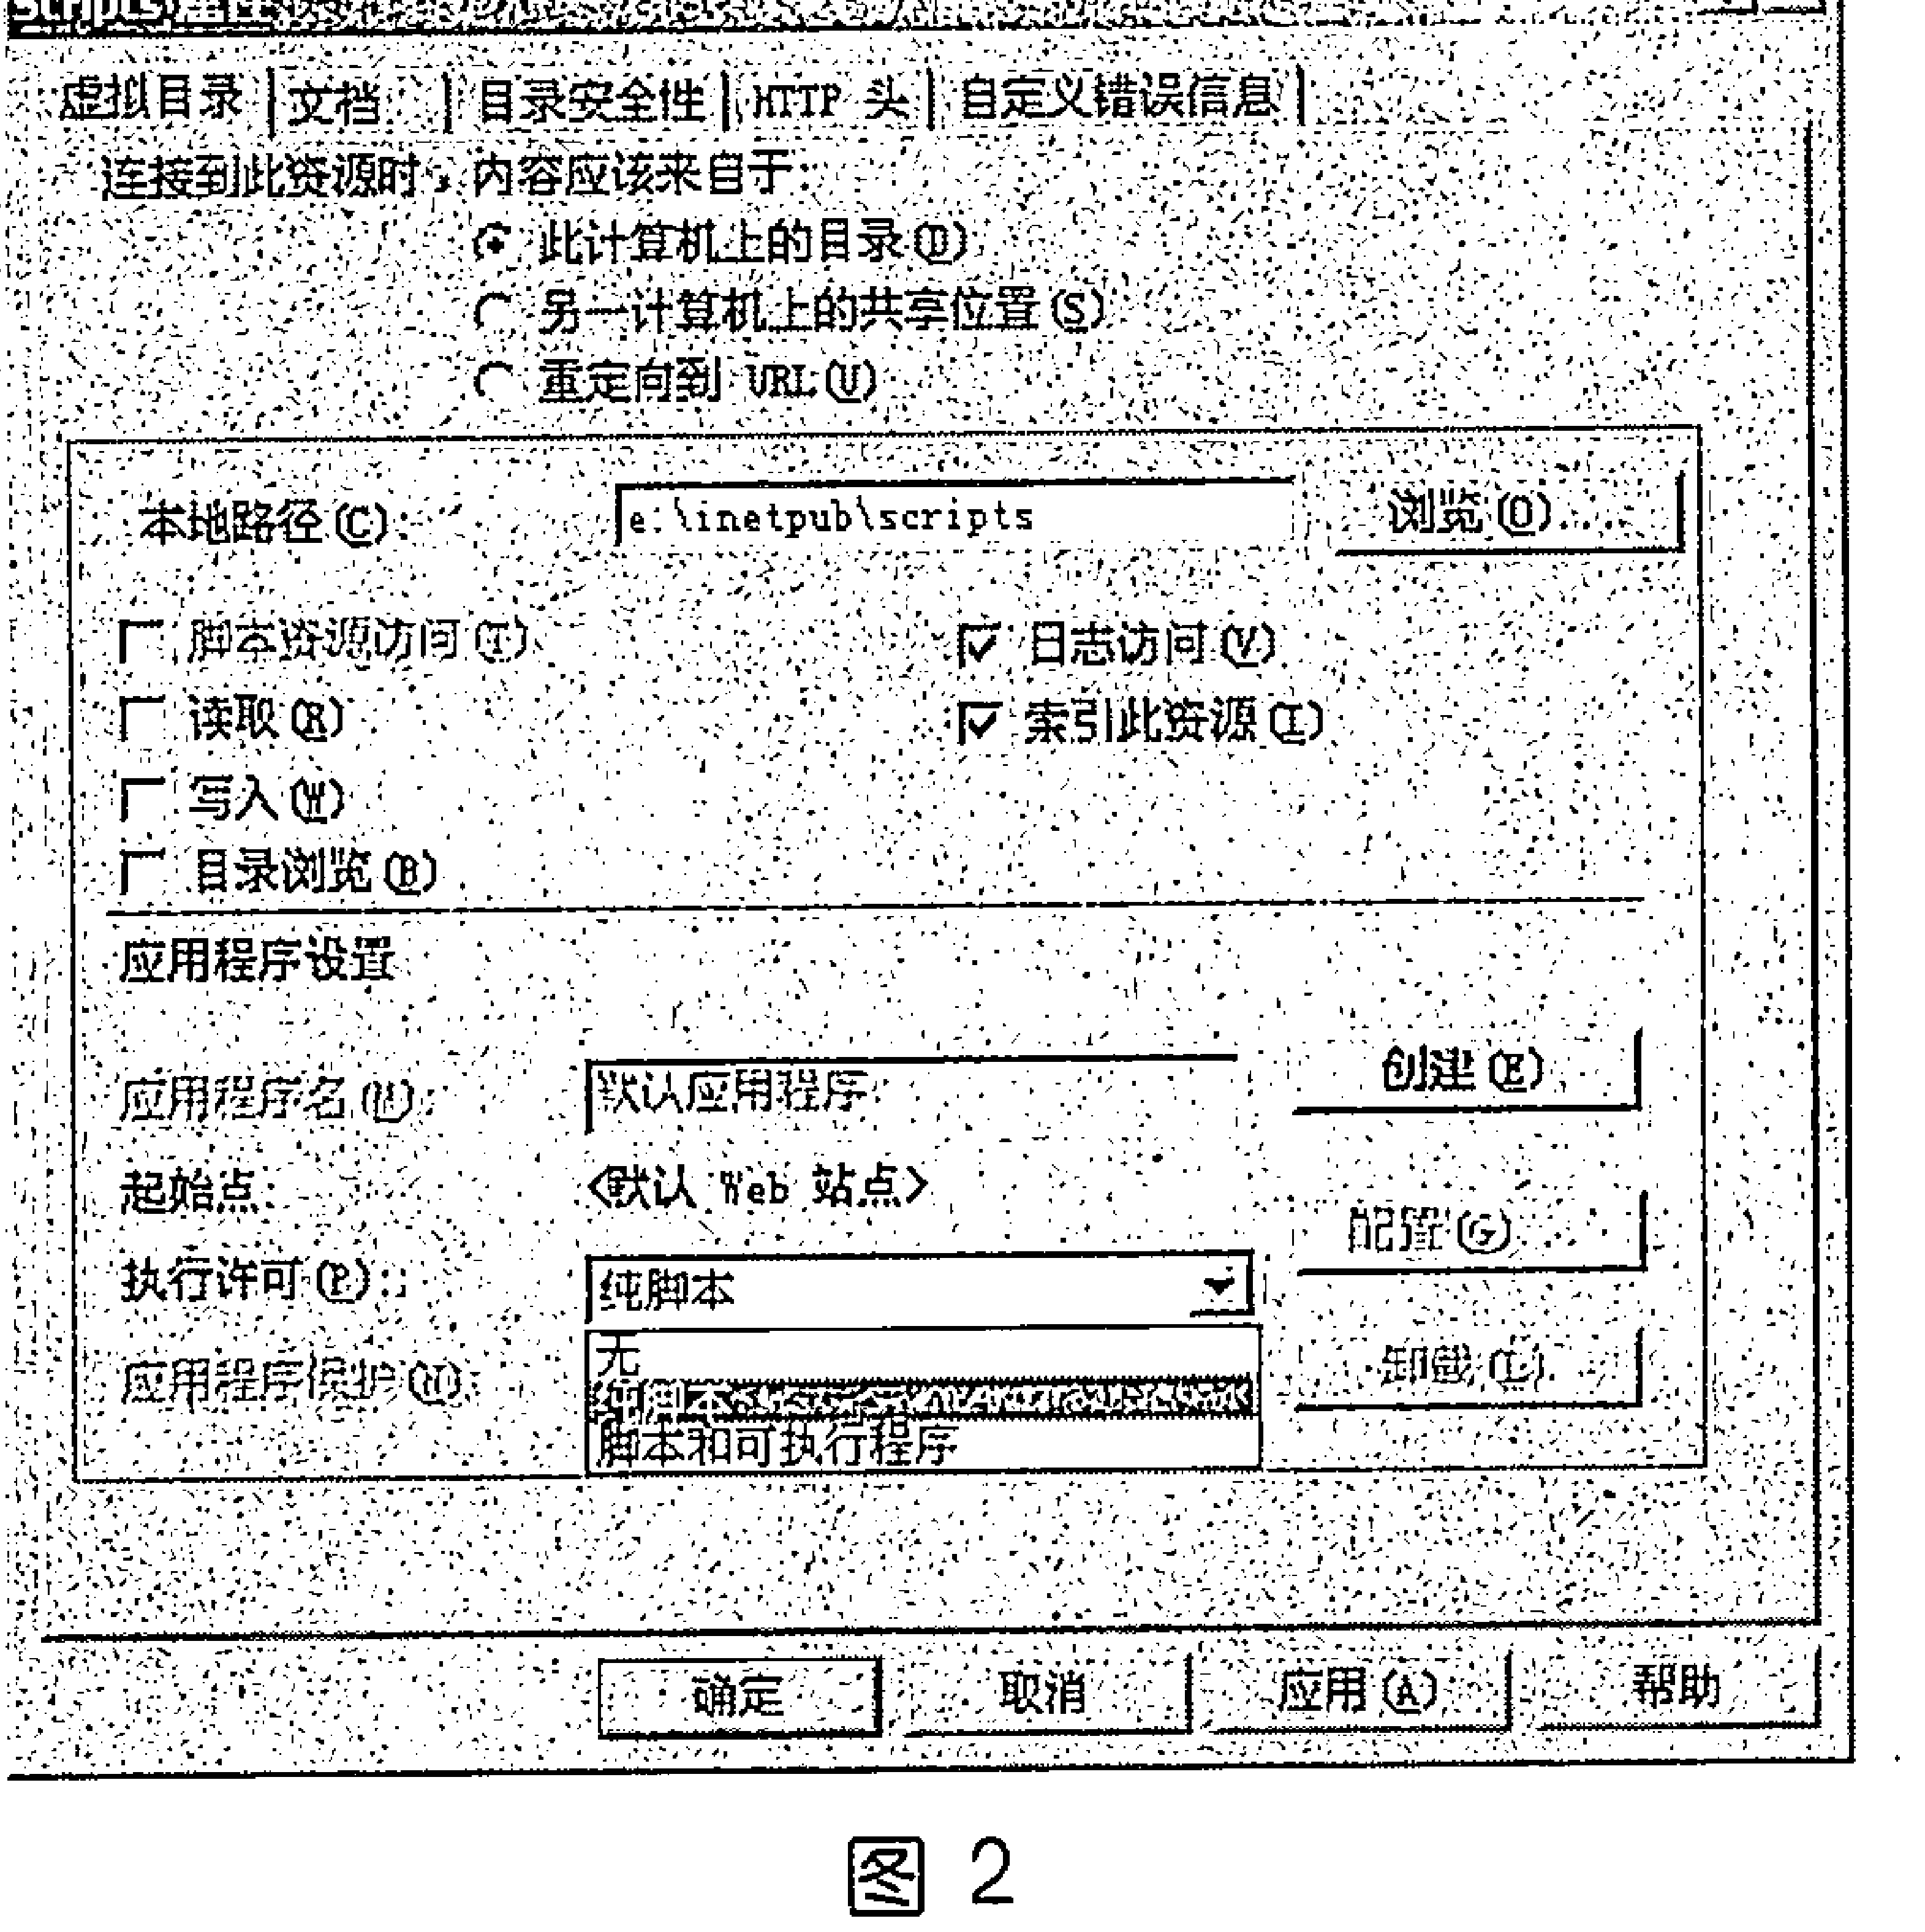 Scripts 属性
虚拟目录 文档 目录安全性 HTTP 头 自定义错误信息
连接到此资源时，内容应该来自于:
此计算机上的目录(D)
另一计算机上的共享位置(S)
重定向到 URL(U)
本地路径(C): e:\inetpub\scripts 浏览(O)...
脚本资源访问(T) 日志访问(V)
读取(R) 索引此资源(I)
写入(W)
目录浏览(B)
应用程序设置
应用程序名(M): 默认应用程序 创建(E)
起始点: <默认 Web 站点>
配置(G)
执行许可(P): 纯脚本
无
应用程序保护(N): 纯脚本 卸载(L)
脚本和可执行程序
确定 取消 应用(A) 帮助
图 2